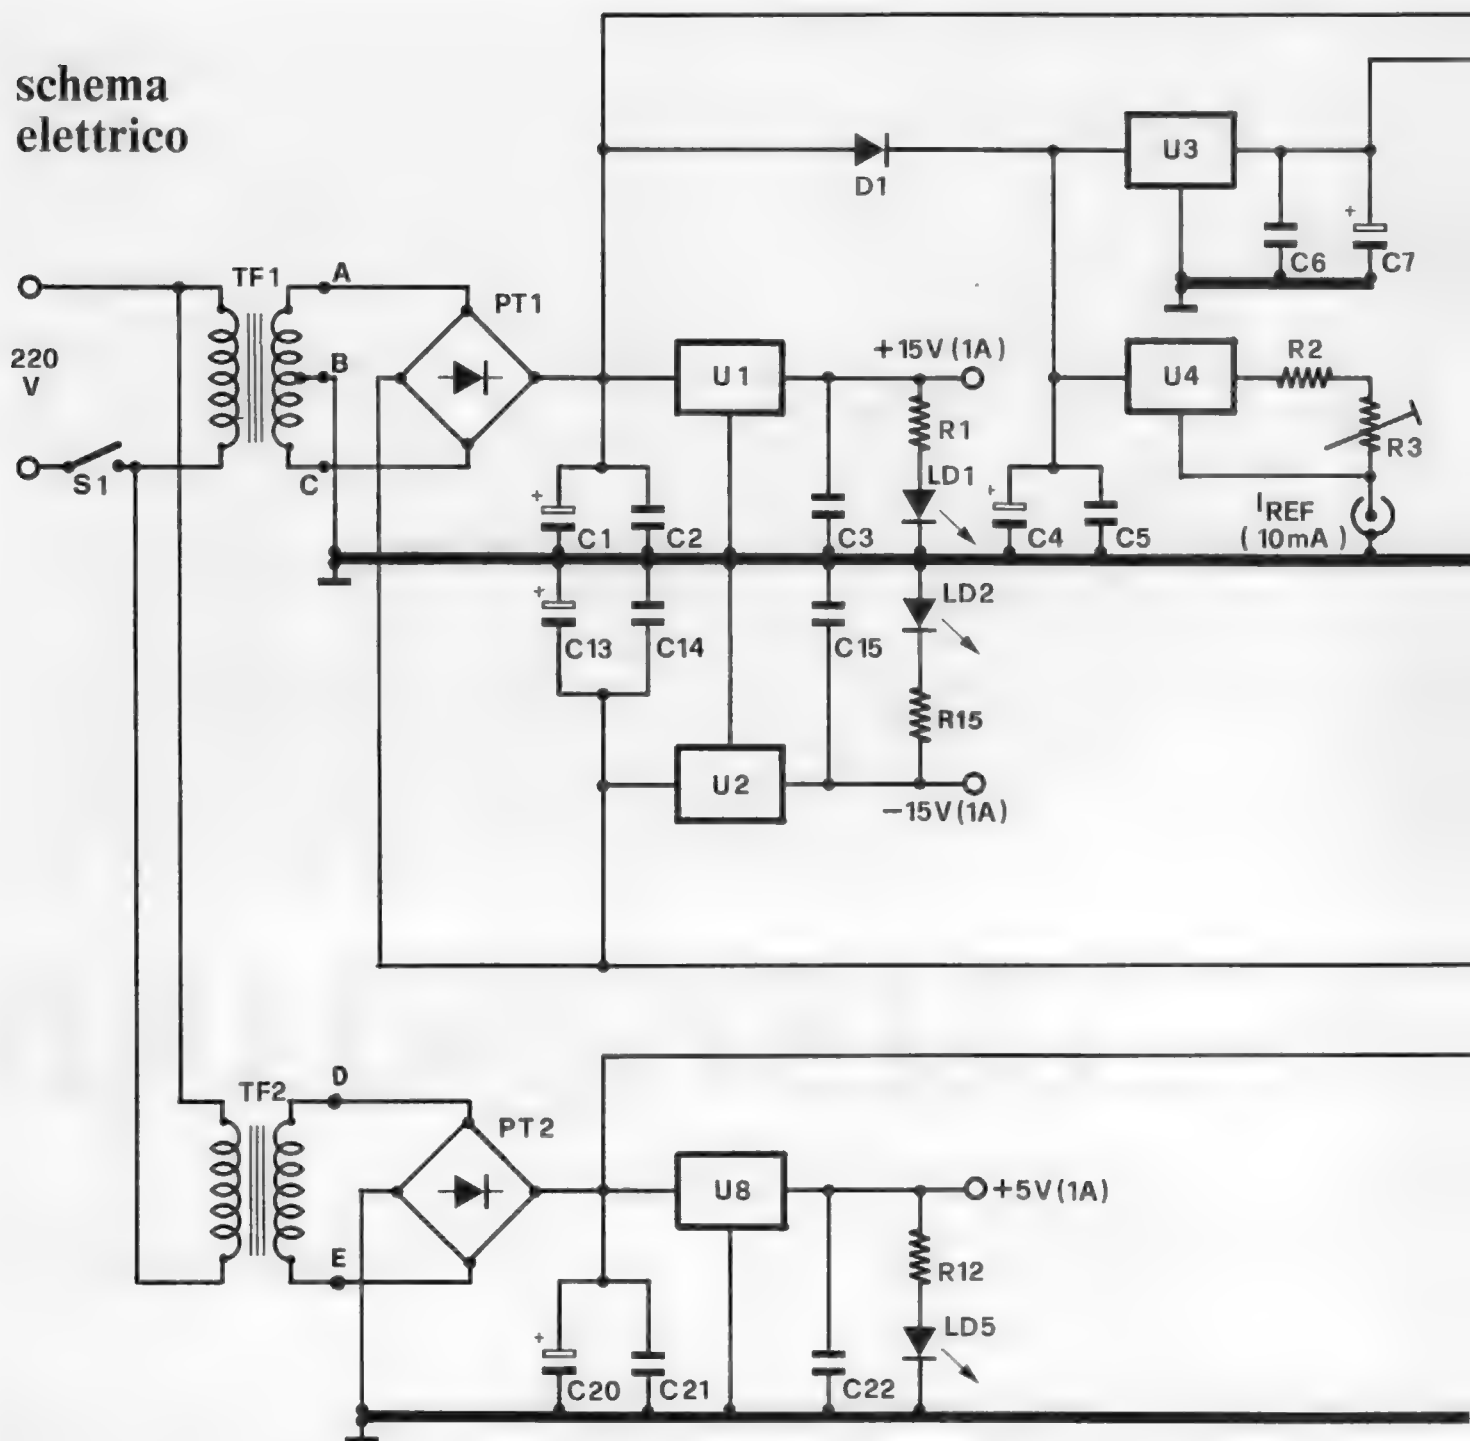 schema
elettrico
D1
U3
+
C6
C7
TF1
A
PT1
220
V
B
S1
C
U1
+15V (1A)
R1
LD1
U4
R2
R3
+
C1
C2
C3
+
C4
C5
IREF
(10mA)
+
C13
C14
C15
LD2
R15
U2
−15V (1A)
TF2
D
PT2
E
U8
+5V (1A)
R12
LD5
+
C20
C21
C22